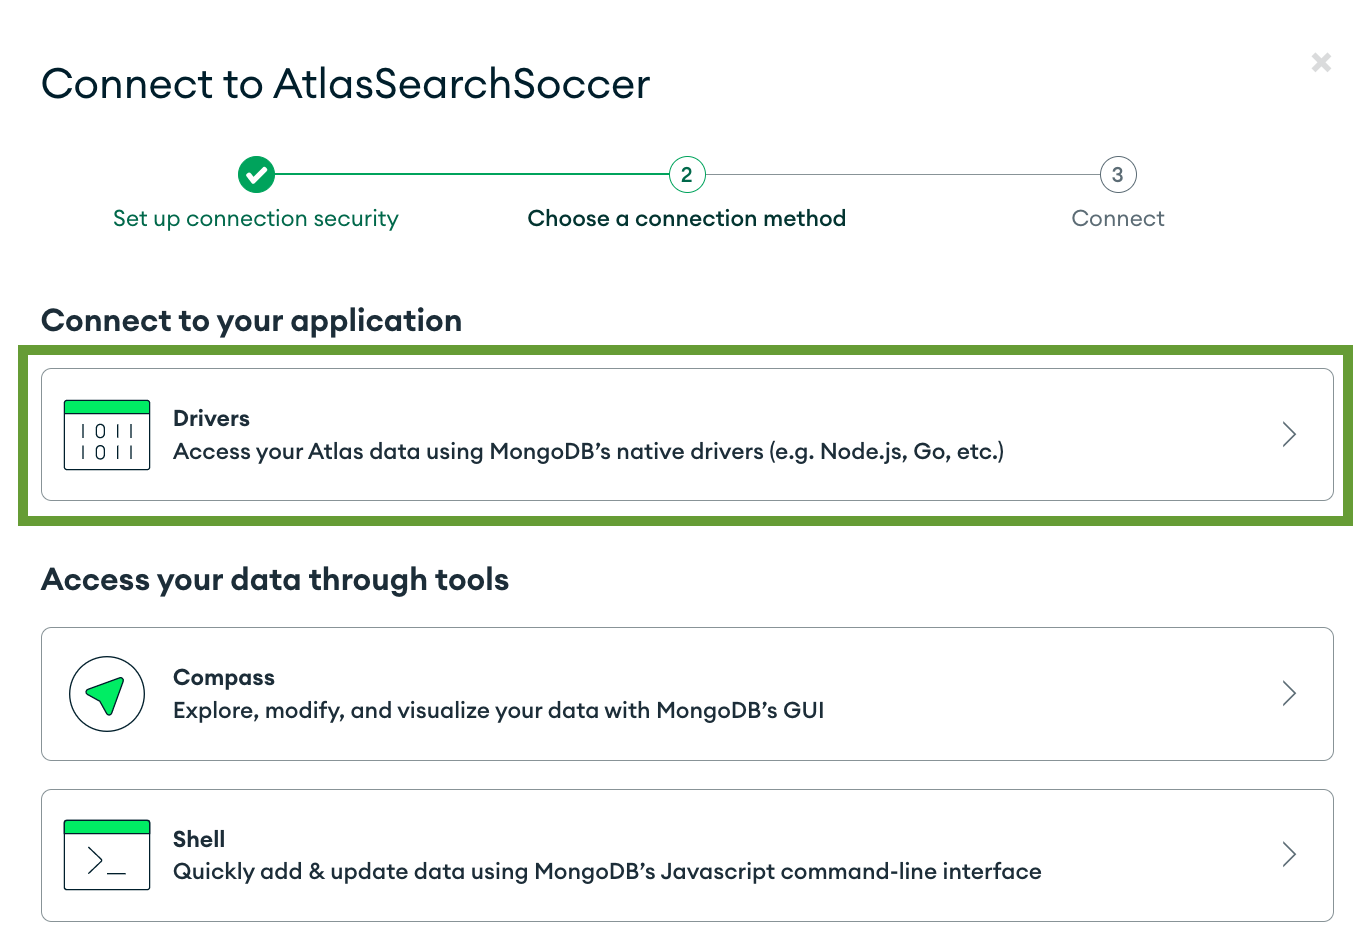 Connect to AtlasSearchSoccer
2
3
Set up connection security
Choose a connection method
Connect
Connect to your application
1011
1011
Drivers
Access your Atlas data using MongoDB’s native drivers (e.g. Node.js, Go, etc.)
Access your data through tools
Compass
Explore, modify, and visualize your data with MongoDB’s GUI
>_
Shell
Quickly add & update data using MongoDB’s Javascript command-line interface